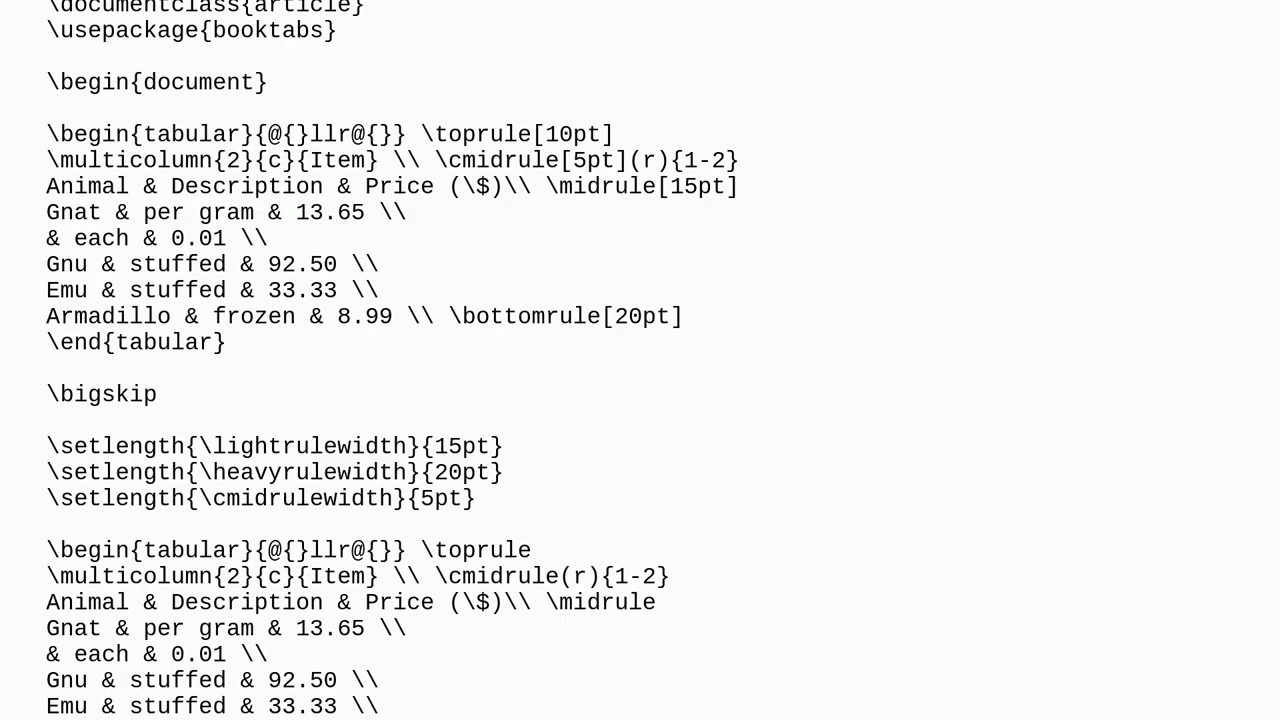 \documentclass{article}
\usepackage{booktabs}
\begin{document}
\begin{tabular}{@{}llr@{}} \toprule[10pt]
\multicolumn{2}{c}{Item} \\ \cmidrule[5pt](r){1-2}
Animal & Description & Price (\$)\\ \midrule[15pt]
Gnat & per gram & 13.65 \\
& each & 0.01 \\
Gnu & stuffed & 92.50 \\
Emu & stuffed & 33.33 \\
Armadillo & frozen & 8.99 \\ \bottomrule[20pt]
\end{tabular}
\bigskip
\setlength{\lightrulewidth}{15pt}
\setlength{\heavyrulewidth}{20pt}
\setlength{\cmidrulewidth}{5pt}
\begin{tabular}{@{}llr@{}} \toprule
\multicolumn{2}{c}{Item} \\ \cmidrule(r){1-2}
Animal & Description & Price (\$)\\ \midrule
Gnat & per gram & 13.65 \\
& each & 0.01 \\
Gnu & stuffed & 92.50 \\
Emu & stuffed & 33.33 \\